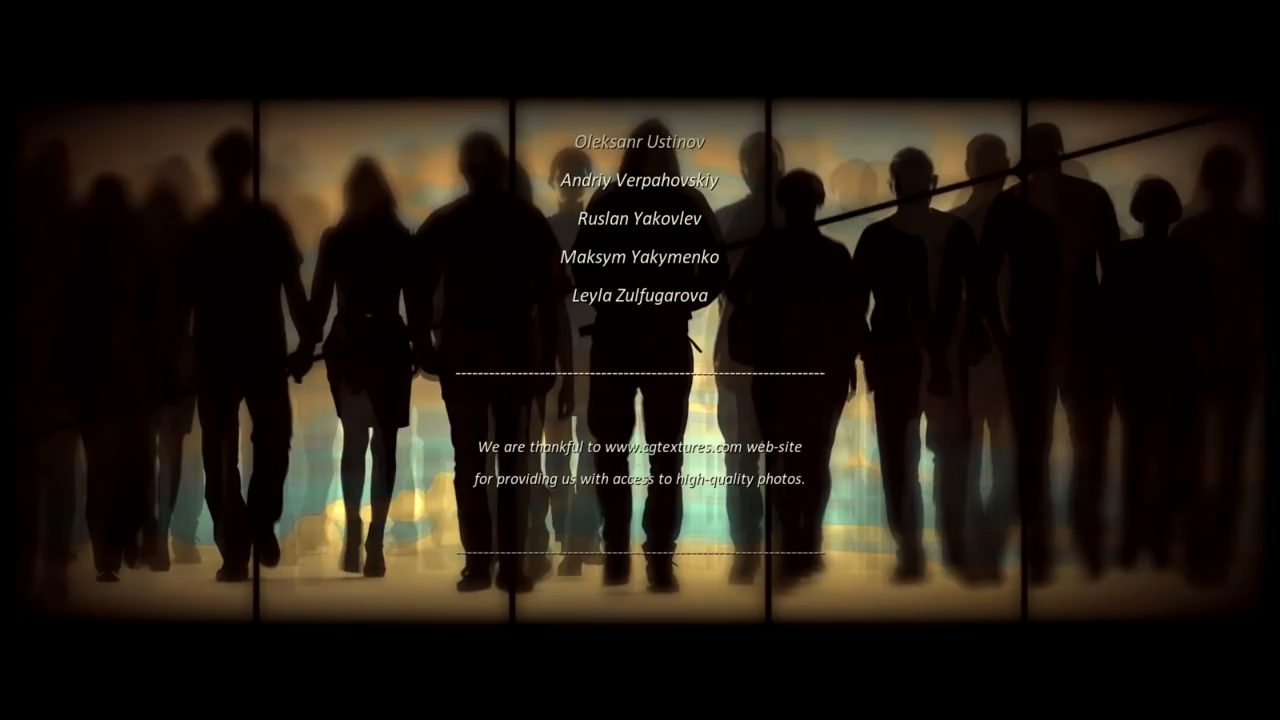 Oleksanr Ustinov
Andriy Verpahovskiy
Ruslan Yakovlev
Maksym Yakymenko
Leyla Zulfugarova
--------------------------------------------------------------------------------
We are thankful to www.cgtextures.com web-site
for providing us with access to high-quality photos.
--------------------------------------------------------------------------------